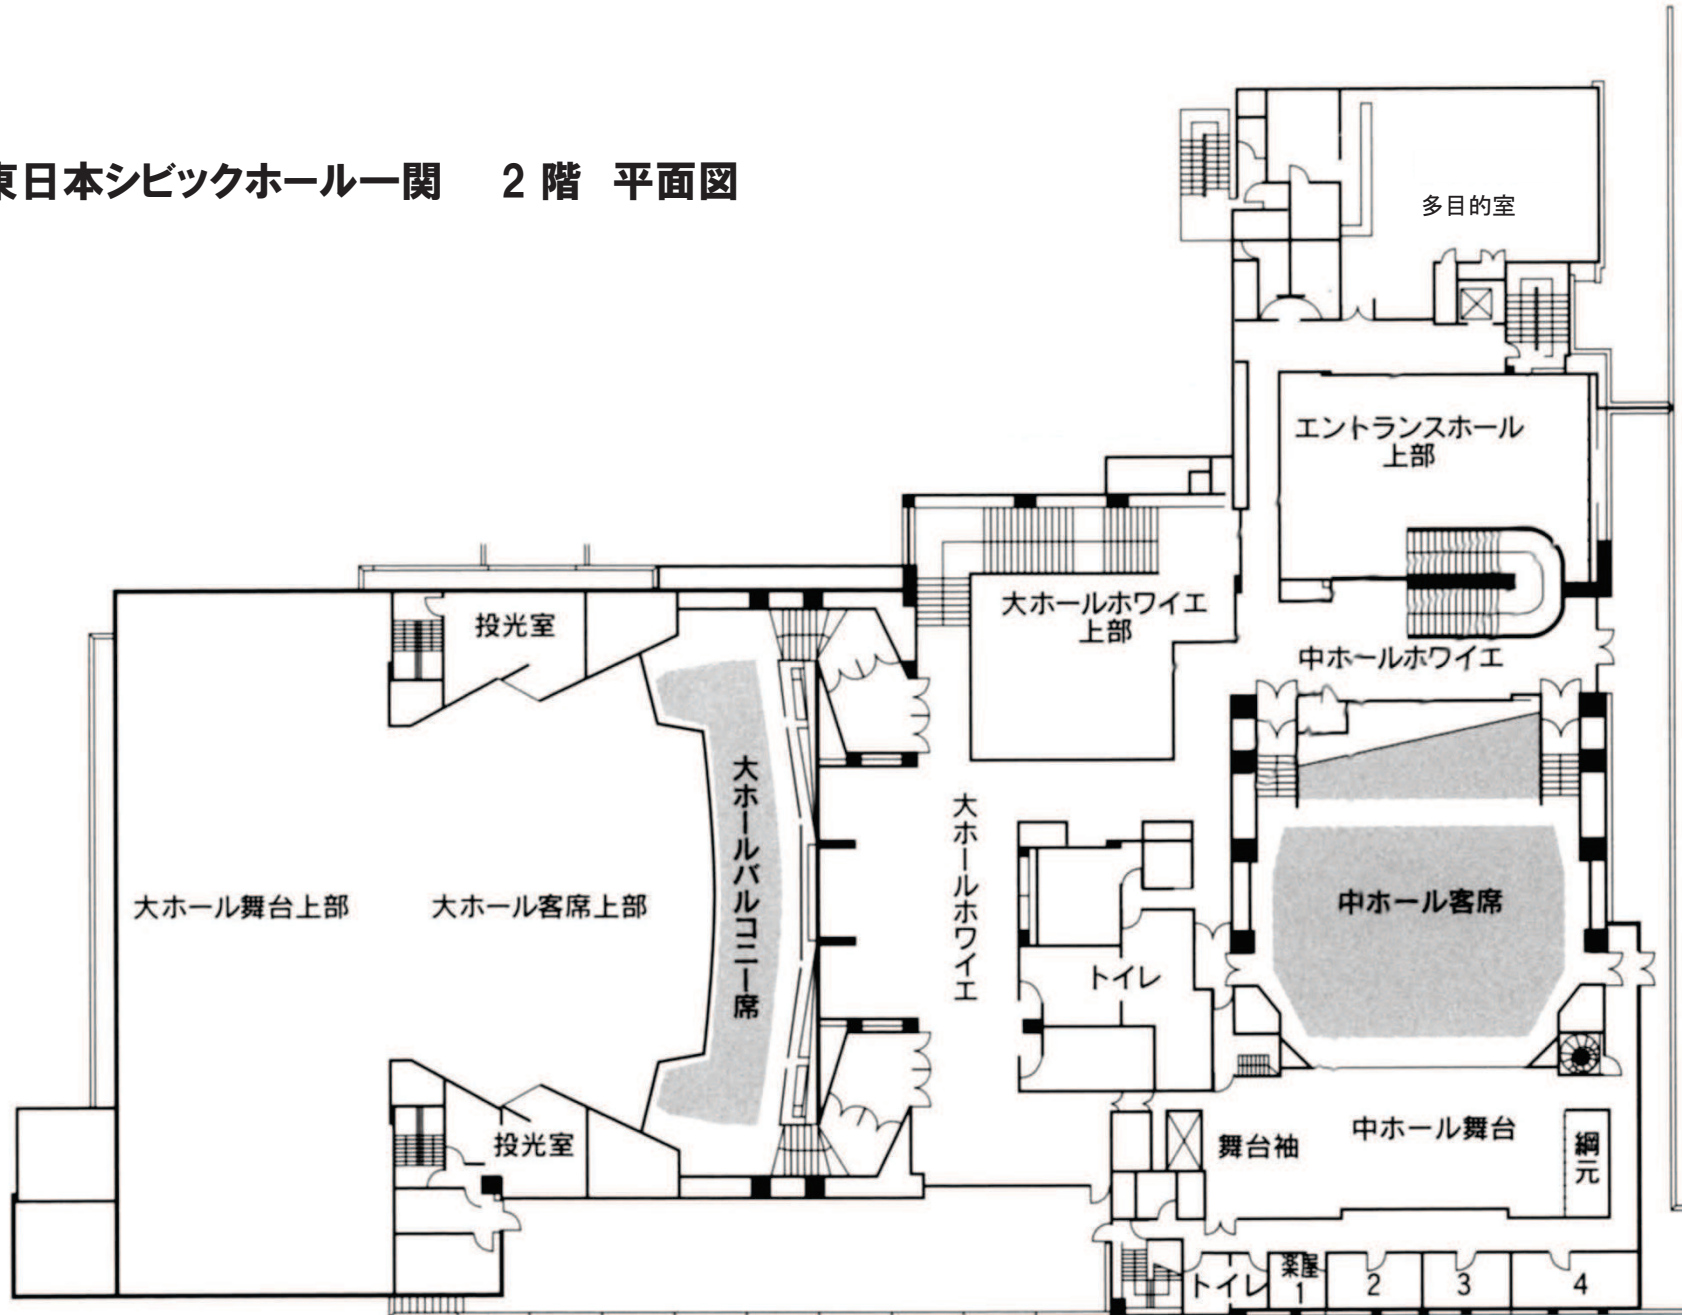 東日本シビックホール一関 2階 平面図
多目的室
エントランスホール
上部
投光室
大ホールホワイエ
上部
中ホールホワイエ
大ホールバルコニー席
大ホールホワイエ
大ホール舞台上部
大ホール客席上部
中ホール客席
トイレ
投光室
舞台袖
中ホール舞台
綱元
トイレ
楽屋
1
2
3
4